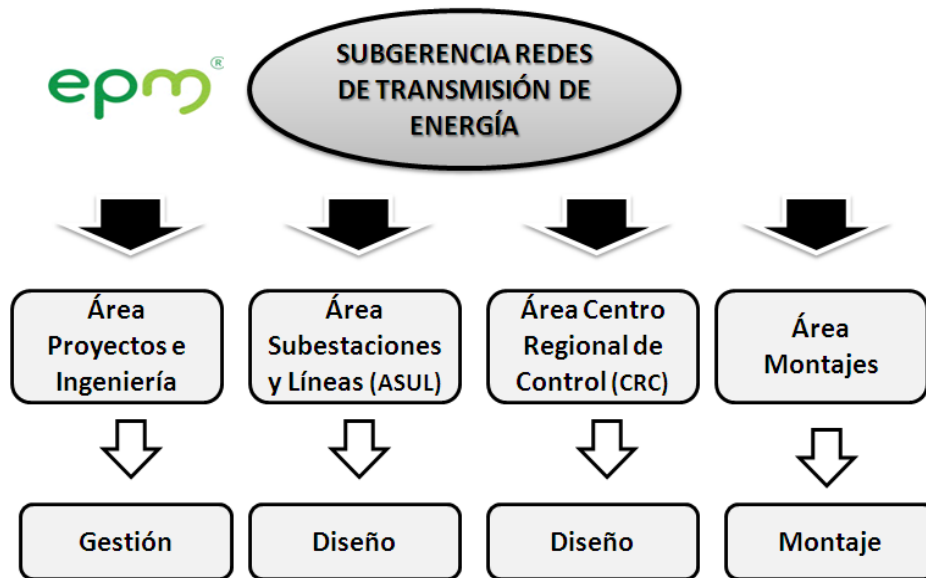 epm®
SUBGERENCIA REDES
DE TRANSMISIÓN DE
ENERGÍA
Área
Proyectos e
Ingeniería
Área
Subestaciones
y Líneas (ASUL)
Área Centro
Regional de
Control (CRC)
Área
Montajes
Gestión
Diseño
Diseño
Montaje